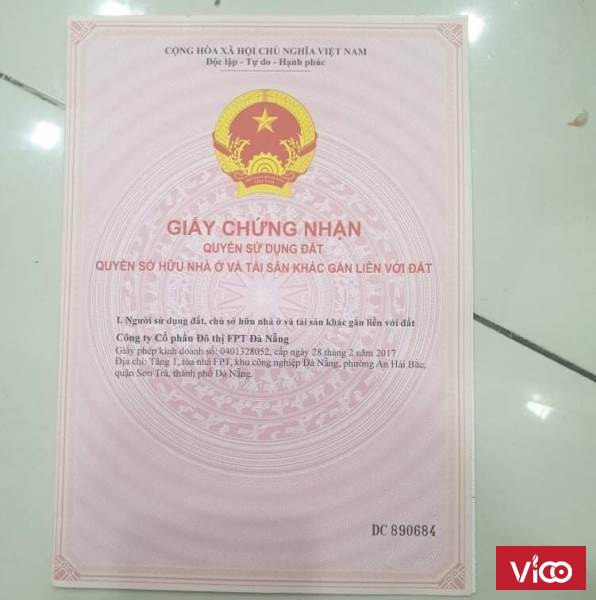 CỘNG HÒA XÃ HỘI CHỦ NGHĨA VIỆT NAM
Độc lập - Tự do - Hạnh phúc
GIẤY CHỨNG NHẬN
QUYỀN SỬ DỤNG ĐẤT
QUYỀN SỞ HỮU NHÀ Ở VÀ TÀI SẢN KHÁC GẮN LIỀN VỚI ĐẤT
I. Người sử dụng đất, chủ sở hữu nhà ở và tài sản khác gắn liền với đất
Công ty Cổ phần Đô thị FPT Đà Nẵng
Giấy phép kinh doanh số: 0401328052, cấp ngày 28 tháng 2 năm 2017
Địa chỉ: Tầng 1, tòa nhà FPT, khu công nghiệp Đà Nẵng, phường An Hải Bắc,
quận Sơn Trà, thành phố Đà Nẵng.
DC 890684
Vico